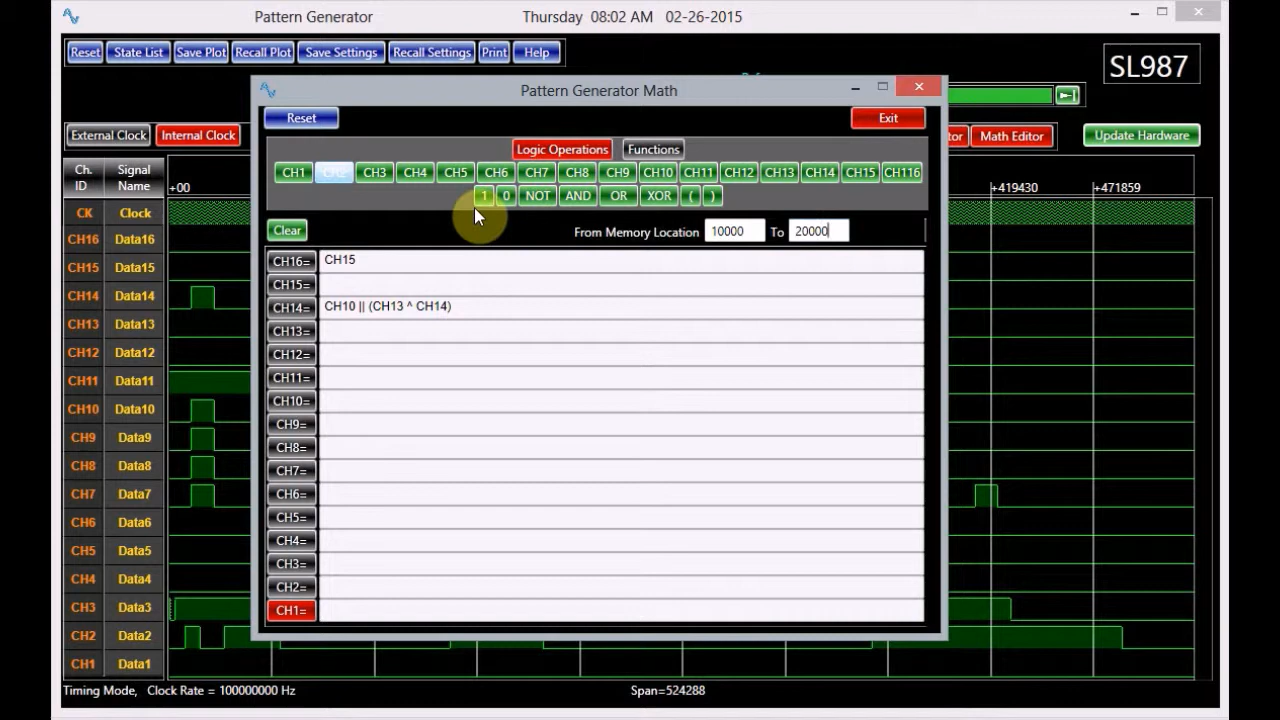 Pattern Generator Thursday 08:02 AM 02-26-2015
Reset State List Save Plot Recall Plot Save Settings Recall Settings Print Help
SL987
Pattern Generator Math
Reset Exit
External Clock Internal Clock tor Math Editor Update Hardware
Logic Operations Functions
CH1 CH2 CH3 CH4 CH5 CH6 CH7 CH8 CH9 CH10 CH11 CH12 CH13 CH14 CH15 CH116
1 0 NOT AND OR XOR ( )
Ch. ID Signal Name +00 +419430 +471859
Clear From Memory Location 10000 To 20000
CH16= CH15
CH15=
CH14= CH10 || (CH13 ^ CH14)
CH13=
CH12=
CH11=
CH10=
CH9=
CH8=
CH7=
CH6=
CH5=
CH4=
CH3=
CH2=
CH1=
CK Clock
CH16 Data16
CH15 Data15
CH14 Data14
CH13 Data13
CH12 Data12
CH11 Data11
CH10 Data10
CH9 Data9
CH8 Data8
CH7 Data7
CH6 Data6
CH5 Data5
CH4 Data4
CH3 Data3
CH2 Data2
CH1 Data1
Timing Mode, Clock Rate = 100000000 Hz Span=524288